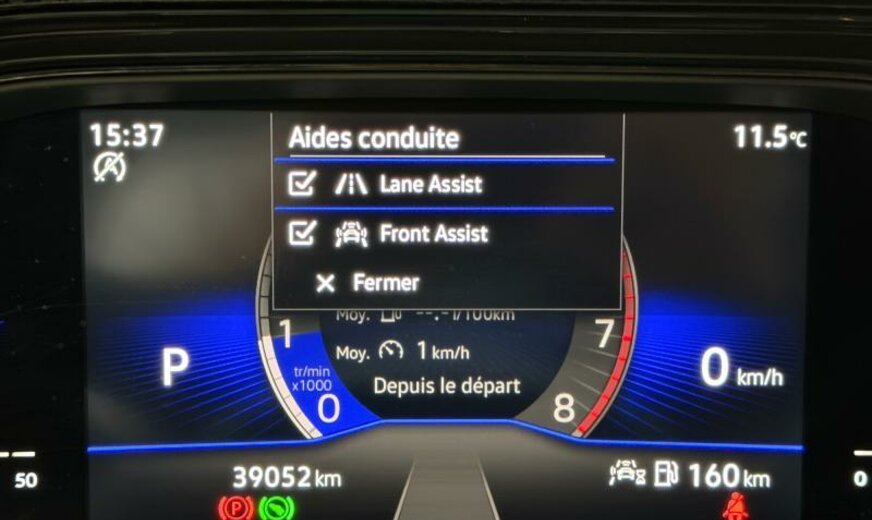 15:37
Aides conduite
11.5°C
Lane Assist
Front Assist
Fermer
Moy. --.- l/100km
1
7
P
Moy. 1 km/h
0 km/h
tr/min
x1000
Depuis le départ
0
8
50
39052 km
160 km
0
P